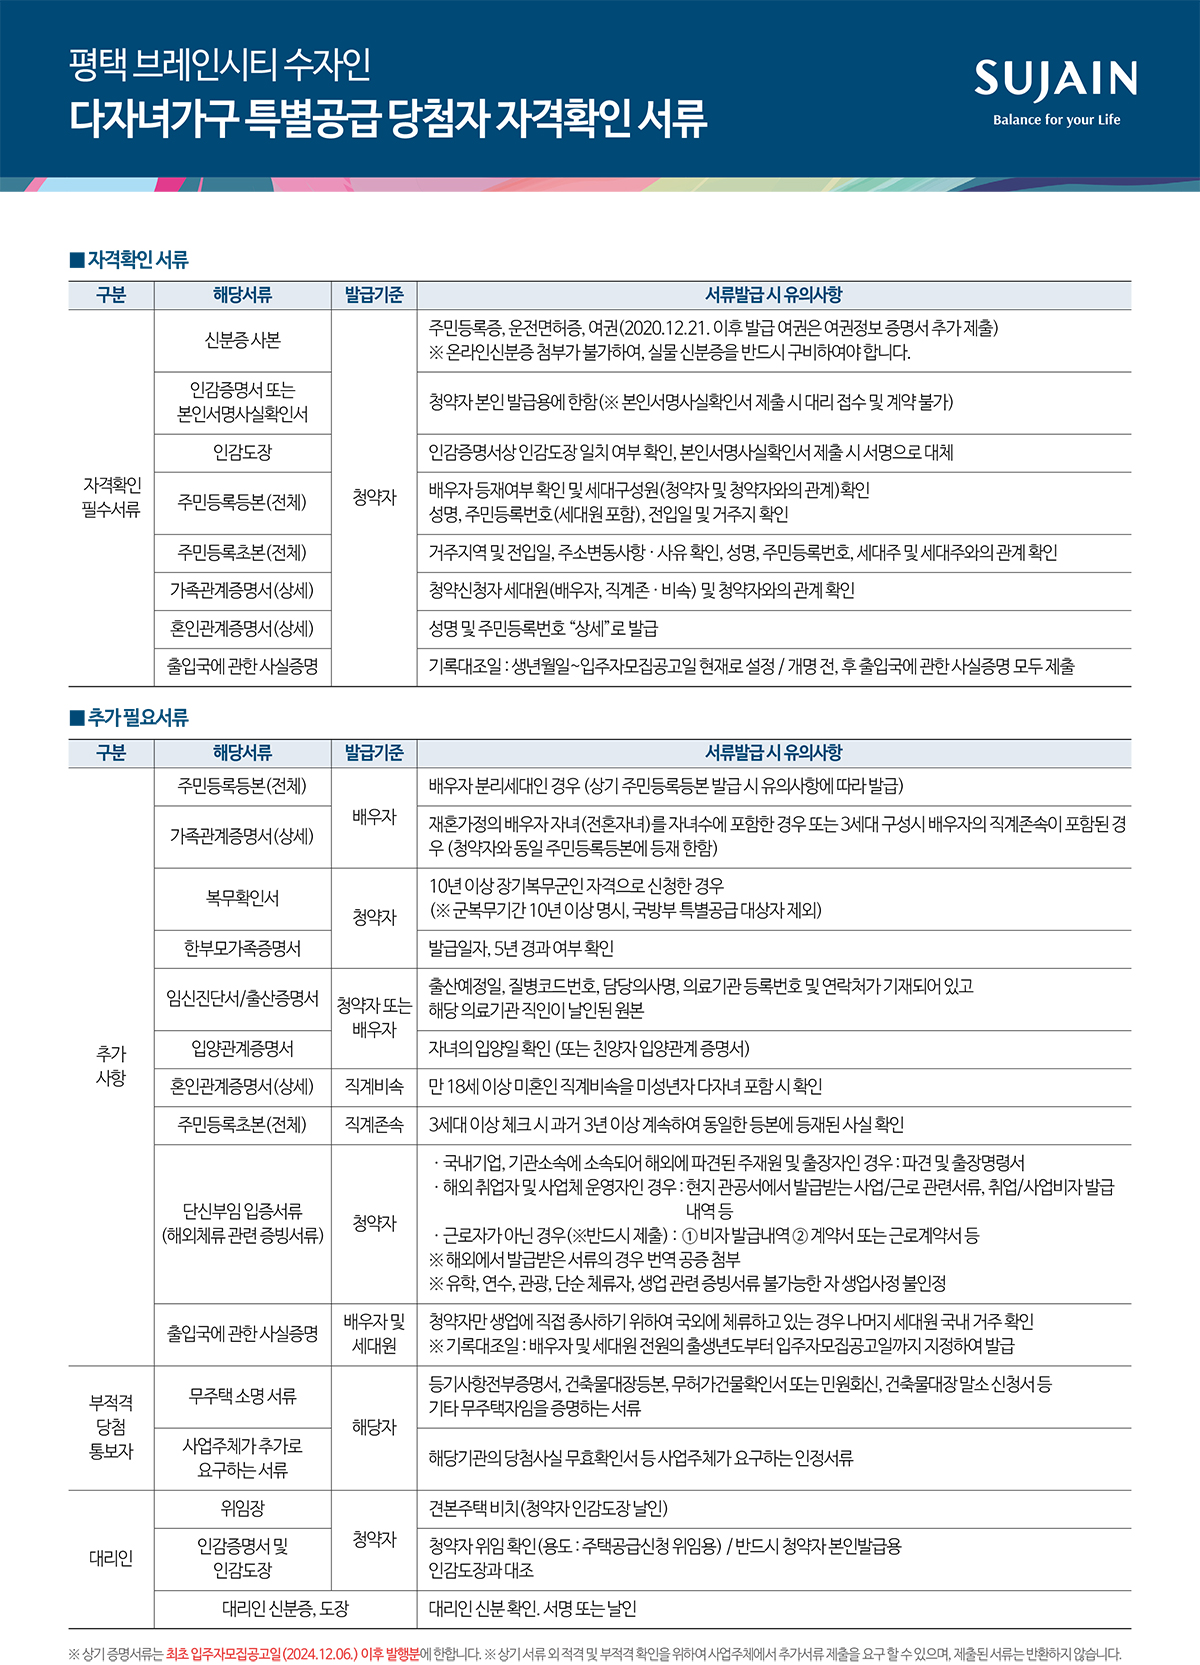 평택 브레인시티 수자인
다자녀가구 특별공급 당첨자 자격확인 서류
SUJAIN
Balance for your Life
■ 자격확인 서류
구분 해당서류 발급기준 서류발급 시 유의사항
자격확인
필수서류
청약자
신분증 사본
주민등록증, 운전면허증, 여권(2020.12.21. 이후 발급 여권은 여권정보 증명서 추가 제출)
※ 온라인신분증 첨부가 불가하여, 실물 신분증을 반드시 구비하여야 합니다.
인감증명서 또는
본인서명사실확인서
청약자 본인 발급용에 한함(※ 본인서명사실확인서 제출 시 대리 접수 및 계약 불가)
인감도장
인감증명서상 인감도장 일치 여부 확인, 본인서명사실확인서 제출 시 서명으로 대체
주민등록등본(전체)
배우자 등재여부 확인 및 세대구성원(청약자 및 청약자와의 관계)확인
성명, 주민등록번호(세대원 포함), 전입일 및 거주지 확인
주민등록초본(전체)
거주지역 및 전입일, 주소변동사항 · 사유 확인, 성명, 주민등록번호, 세대주 및 세대주와의 관계 확인
가족관계증명서(상세)
청약신청자 세대원(배우자, 직계존 · 비속) 및 청약자와의 관계 확인
혼인관계증명서(상세)
성명 및 주민등록번호 “상세”로 발급
출입국에 관한 사실증명
기록대조일 : 생년월일~입주자모집공고일 현재로 설정 / 개명 전, 후 출입국에 관한 사실증명 모두 제출
■ 추가 필요서류
구분 해당서류 발급기준 서류발급 시 유의사항
추가
사항
주민등록등본(전체)
배우자
배우자 분리세대인 경우 (상기 주민등록등본 발급 시 유의사항에 따라 발급)
가족관계증명서(상세)
재혼가정의 배우자 자녀(전혼자녀)를 자녀수에 포함한 경우 또는 3세대 구성시 배우자의 직계존속이 포함된 경
우 (청약자와 동일 주민등록등본에 등재 한함)
복무확인서
청약자
10년 이상 장기복무군인 자격으로 신청한 경우
(※ 군복무기간 10년 이상 명시, 국방부 특별공급 대상자 제외)
한부모가족증명서
발급일자, 5년 경과 여부 확인
임신진단서/출산증명서
청약자 또는
배우자
출산예정일, 질병코드번호, 담당의사명, 의료기관 등록번호 및 연락처가 기재되어 있고
해당 의료기관 직인이 날인된 원본
입양관계증명서
자녀의 입양일 확인 (또는 친양자 입양관계 증명서)
혼인관계증명서(상세) 직계비속 만 18세 이상 미혼인 직계비속을 미성년자 다자녀 포함 시 확인
주민등록초본(전체) 직계존속 3세대 이상 체크 시 과거 3년 이상 계속하여 동일한 등본에 등재된 사실 확인
단신부임 입증서류
(해외체류 관련 증빙서류)
청약자
· 국내기업, 기관소속에 소속되어 해외에 파견된 주재원 및 출장자인 경우 : 파견 및 출장명령서
· 해외 취업자 및 사업체 운영자인 경우 : 현지 관공서에서 발급받는 사업/근로 관련서류, 취업/사업비자 발급
내역 등
· 근로자가 아닌 경우(※반드시 제출) : ① 비자 발급내역 ② 계약서 또는 근로계약서 등
※ 해외에서 발급받은 서류의 경우 번역 공증 첨부
※ 유학, 연수, 관광, 단순 체류자, 생업 관련 증빙서류 불가능한 자 생업사정 불인정
출입국에 관한 사실증명
배우자 및
세대원
청약자만 생업에 직접 종사하기 위하여 국외에 체류하고 있는 경우 나머지 세대원 국내 거주 확인
※ 기록대조일 : 배우자 및 세대원 전원의 출생년도부터 입주자모집공고일까지 지정하여 발급
부적격
당첨
통보자
무주택 소명 서류
해당자
등기사항전부증명서, 건축물대장등본, 무허가건물확인서 또는 민원회신, 건축물대장 말소 신청서 등
기타 무주택자임을 증명하는 서류
사업주체가 추가로
요구하는 서류
해당기관의 당첨사실 무효확인서 등 사업주체가 요구하는 인정서류
대리인
위임장
청약자
견본주택 비치(청약자 인감도장 날인)
인감증명서 및
인감도장
청약자 위임 확인(용도 : 주택공급신청 위임용) / 반드시 청약자 본인발급용
인감도장과 대조
대리인 신분증, 도장 대리인 신분 확인. 서명 또는 날인
※ 상기 증명서류는 최초 입주자모집공고일(2024.12.06.) 이후 발행분에 한합니다. ※ 상기 서류 외 적격 및 부적격 확인을 위하여 사업주체에서 추가서류 제출을 요구 할 수 있으며, 제출된 서류는 반환하지 않습니다.